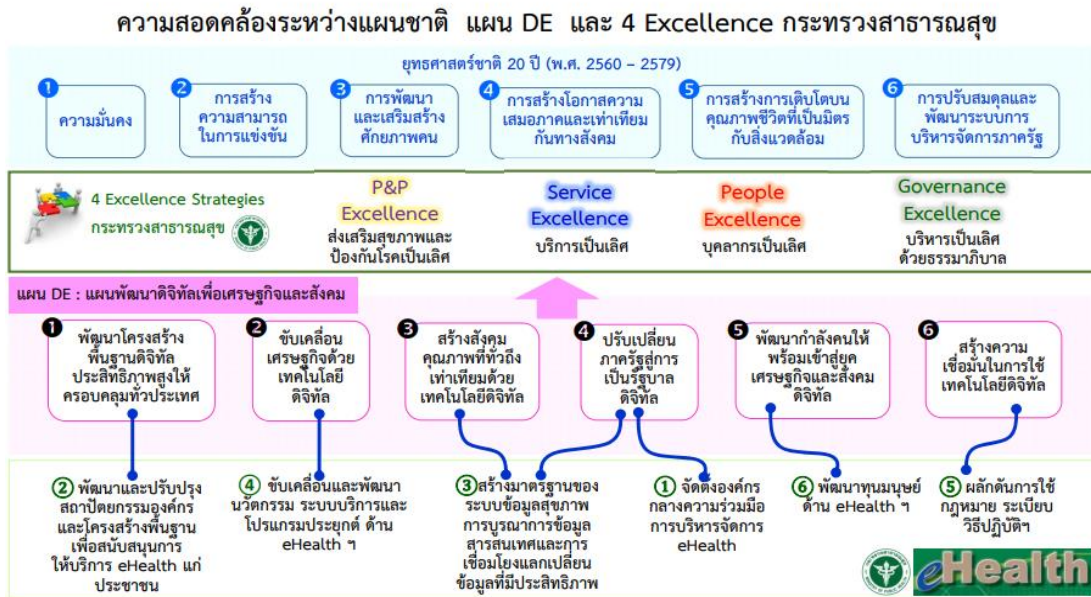 ความสอดคล้องระหว่างแผนชาติ แผน DE และ 4 Excellence กระทรวงสาธารณสุข
ยุทธศาสตร์ชาติ 20 ปี (พ.ศ. 2560 – 2579)
1
ความมั่นคง
2
การสร้าง
ความสามารถ
ในการแข่งขัน
3
การพัฒนา
และเสริมสร้าง
ศักยภาพคน
4
การสร้างโอกาสความ
เสมอภาคและเท่าเทียม
กันทางสังคม
5
การสร้างการเติบโตบน
คุณภาพชีวิตที่เป็นมิตร
กับสิ่งแวดล้อม
6
การปรับสมดุลและ
พัฒนาระบบการ
บริหารจัดการภาครัฐ
4 Excellence Strategies
กระทรวงสาธารณสุข
P&P
Excellence
ส่งเสริมสุขภาพและ
ป้องกันโรคเป็นเลิศ
Service
Excellence
บริการเป็นเลิศ
People
Excellence
บุคลากรเป็นเลิศ
Governance
Excellence
บริหารเป็นเลิศ
ด้วยธรรมาภิบาล
แผน DE : แผนพัฒนาดิจิทัลเพื่อเศรษฐกิจและสังคม
1
พัฒนาโครงสร้าง
พื้นฐานดิจิทัล
ประสิทธิภาพสูงให้
ครอบคลุมทั่วประเทศ
2
ขับเคลื่อน
เศรษฐกิจด้วย
เทคโนโลยี
ดิจิทัล
3
สร้างสังคม
คุณภาพที่ทั่วถึง
เท่าเทียมด้วย
เทคโนโลยีดิจิทัล
4
ปรับเปลี่ยน
ภาครัฐสู่การ
เป็นรัฐบาล
ดิจิทัล
5
พัฒนากำลังคนให้
พร้อมเข้าสู่ยุค
เศรษฐกิจและสังคม
ดิจิทัล
6
สร้างความ
เชื่อมั่นในการใช้
เทคโนโลยีดิจิทัล
② พัฒนาและปรับปรุง
สถาปัตยกรรมองค์กร
และโครงสร้างพื้นฐาน
เพื่อสนับสนุนการ
ให้บริการ eHealth แก่
ประชาชน
④ ขับเคลื่อนและพัฒนา
นวัตกรรม ระบบบริการและ
โปรแกรมประยุกต์ ด้าน
eHealth ฯ
③สร้างมาตรฐานของ
ระบบข้อมูลสุขภาพ
การบูรณาการข้อมูล
สารสนเทศและการ
เชื่อมโยงแลกเปลี่ยน
ข้อมูลที่มีประสิทธิภาพ
① จัดตั้งองค์กร
กลางความร่วมมือ
การบริหารจัดการ
eHealth
⑥ พัฒนาทุนมนุษย์
ด้าน eHealth ฯ
⑤ ผลักดันการใช้
กฎหมาย ระเบียบ
วิธีปฏิบัติฯ
eHealth